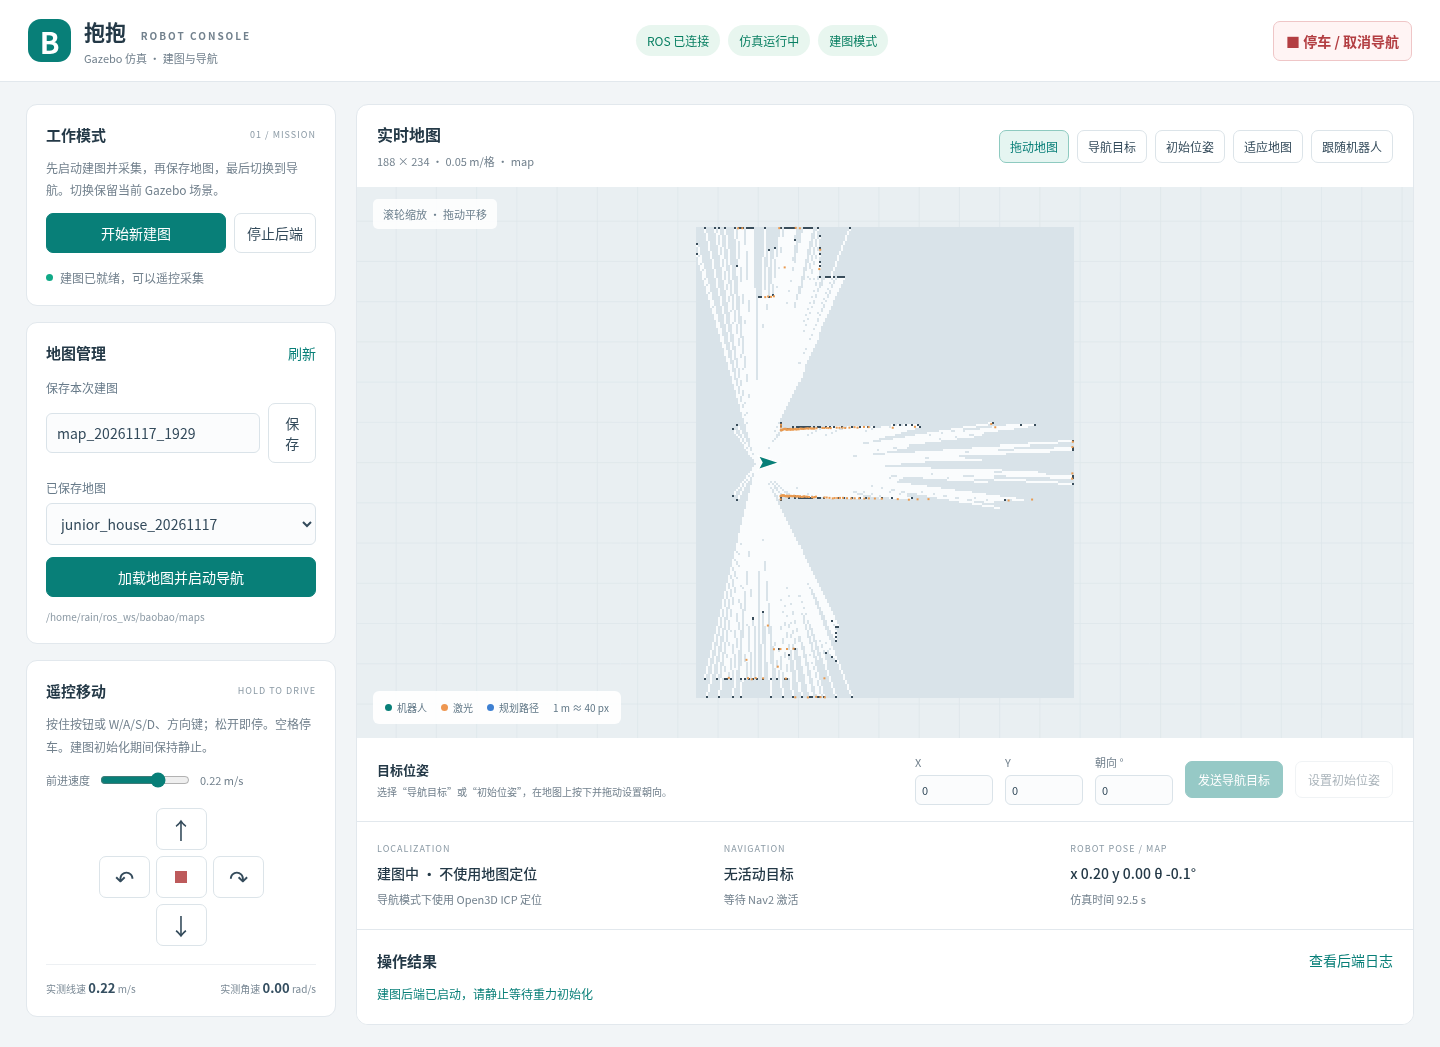 B
抱抱 ROBOT CONSOLE
Gazebo 仿真 · 建图与导航
ROS 已连接 仿真运行中 建图模式
停车 / 取消导航
工作模式 01 / MISSION
先启动建图并采集，再保存地图，最后切换到导
航。切换保留当前 Gazebo 场景。
开始新建图 停止后端
建图已就绪，可以遥控采集
地图管理 刷新
保存本次建图
map_20261117_1929 保
存
已保存地图
junior_house_20261117
加载地图并启动导航
/home/rain/ros_ws/baobao/maps
遥控移动 HOLD TO DRIVE
按住按钮或 W/A/S/D、方向键；松开即停。空格停
车。建图初始化期间保持静止。
前进速度 0.22 m/s
↑
↶ ↷
↓
实测线速 0.22 m/s 实测角速 0.00 rad/s
实时地图
188 × 234 · 0.05 m/格 · map
拖动地图 导航目标 初始位姿 适应地图 跟随机器人
滚轮缩放 · 拖动平移
机器人 激光 规划路径 1 m ≈ 40 px
目标位姿
选择“导航目标”或“初始位姿”，在地图上按下并拖动设置朝向。
X Y 朝向 °
0 0 0 发送导航目标 设置初始位姿
LOCALIZATION
建图中 · 不使用地图定位
导航模式下使用 Open3D ICP 定位
NAVIGATION
无活动目标
等待 Nav2 激活
ROBOT POSE / MAP
x 0.20 y 0.00 θ -0.1°
仿真时间 92.5 s
操作结果 查看后端日志
建图后端已启动，请静止等待重力初始化